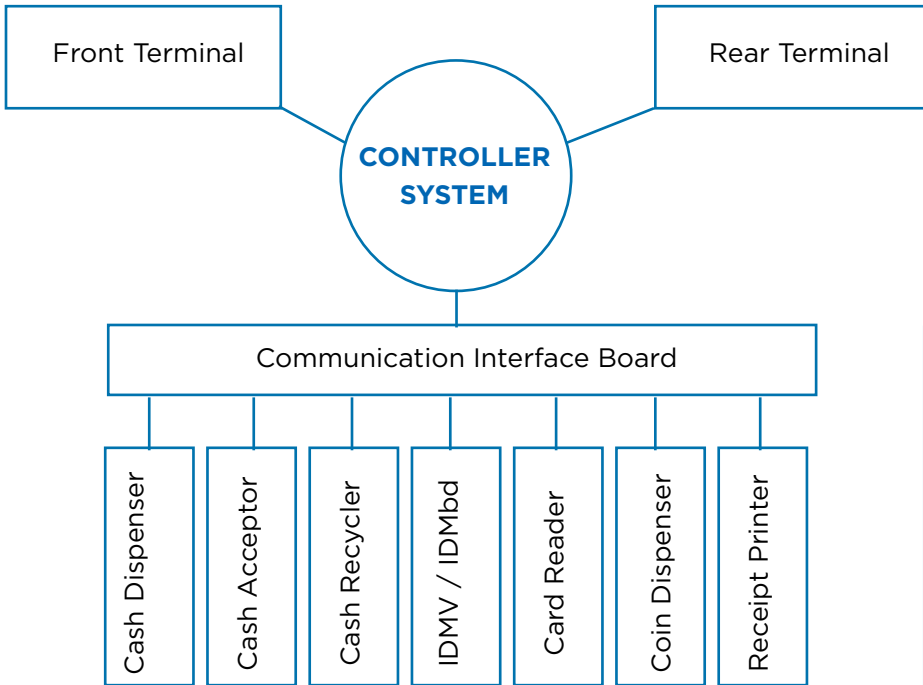 Front Terminal
Rear Terminal
CONTROLLER
SYSTEM
Communication Interface Board
Cash Dispenser
Cash Acceptor
Cash Recycler
IDMV / IDMbd
Card Reader
Coin Dispenser
Receipt Printer